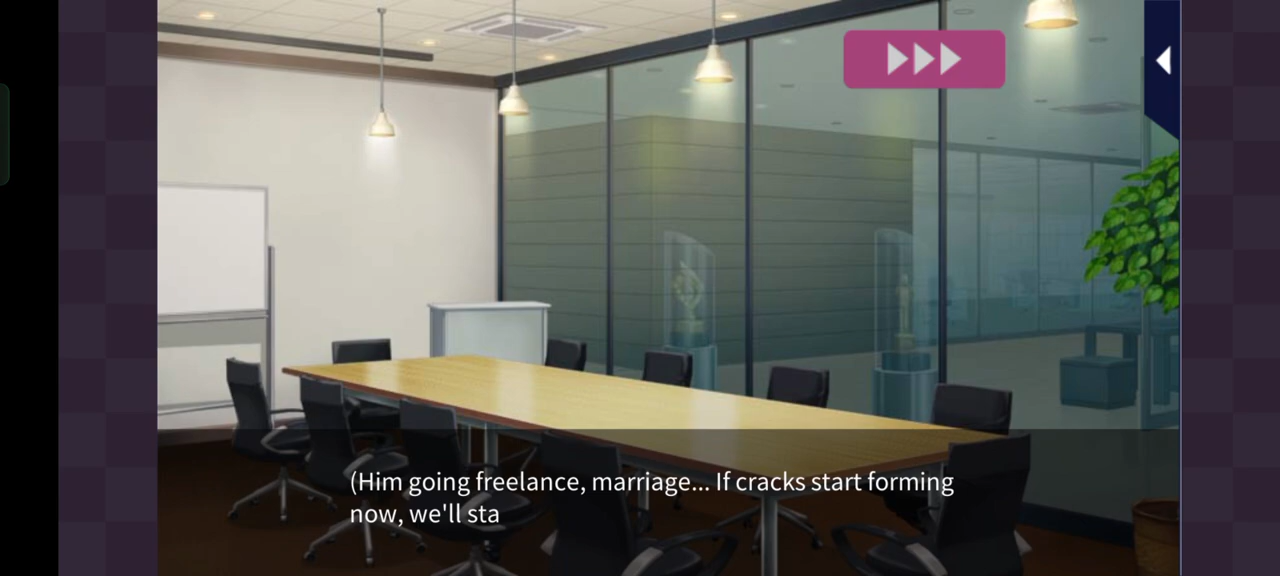 (Him going freelance, marriage... If cracks start forming
now, we'll sta